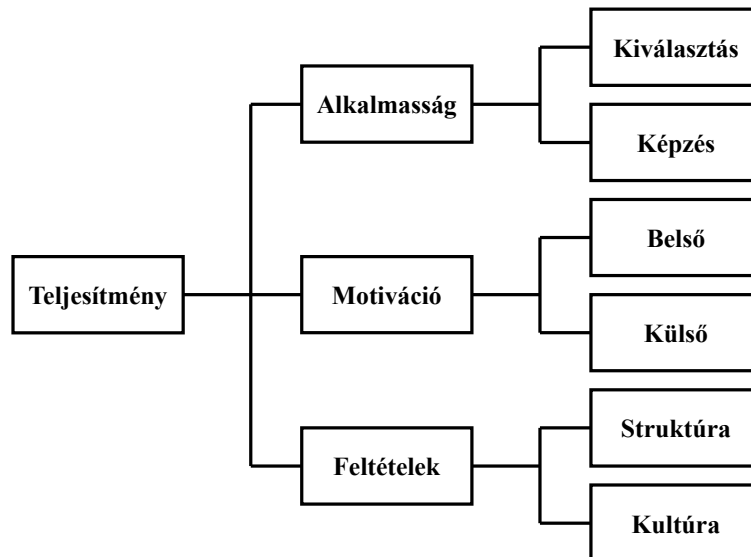 Teljesítmény
Alkalmasság
Kiválasztás
Képzés
Motiváció
Belső
Külső
Feltételek
Struktúra
Kultúra